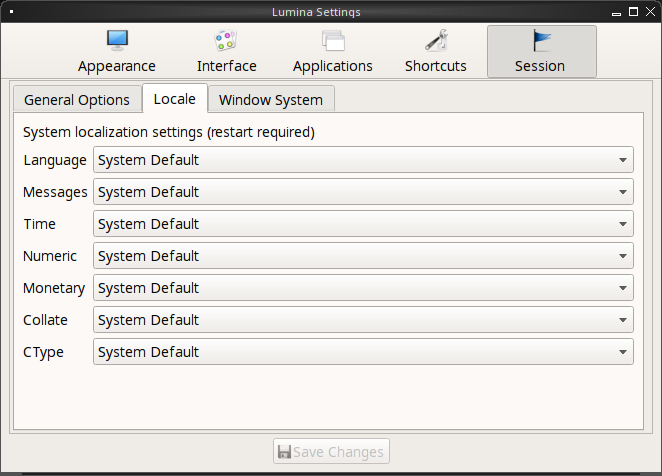 Lumina Settings
Appearance Interface Applications Shortcuts Session
General Options Locale Window System
System localization settings (restart required)
Language System Default
Messages System Default
Time System Default
Numeric System Default
Monetary System Default
Collate System Default
CType System Default
Save Changes